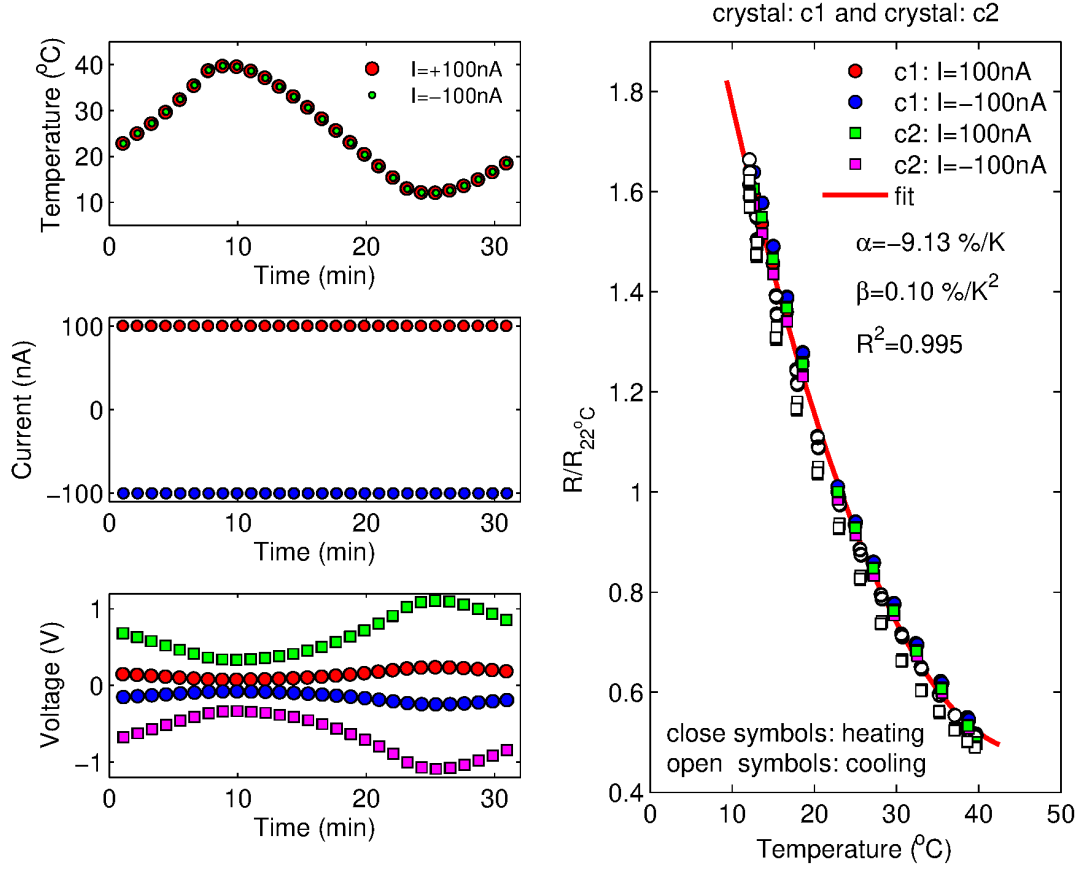 Temperature (°C)
40
30
20
10
I=+100nA
I=−100nA
0
10
20
30
Time (min)
Current (nA)
100
0
−100
0
10
20
30
Time (min)
Voltage (V)
1
0
−1
0
10
20
30
Time (min)
crystal: c1 and crystal: c2
R/R22°C
1.8
1.6
1.4
1.2
1
0.8
0.6
0.4
c1: I=100nA
c1: I=−100nA
c2: I=100nA
c2: I=−100nA
fit
α=−9.13 %/K
β=0.10 %/K²
R²=0.995
close symbols: heating
open symbols: cooling
0
10
20
30
40
50
Temperature (°C)